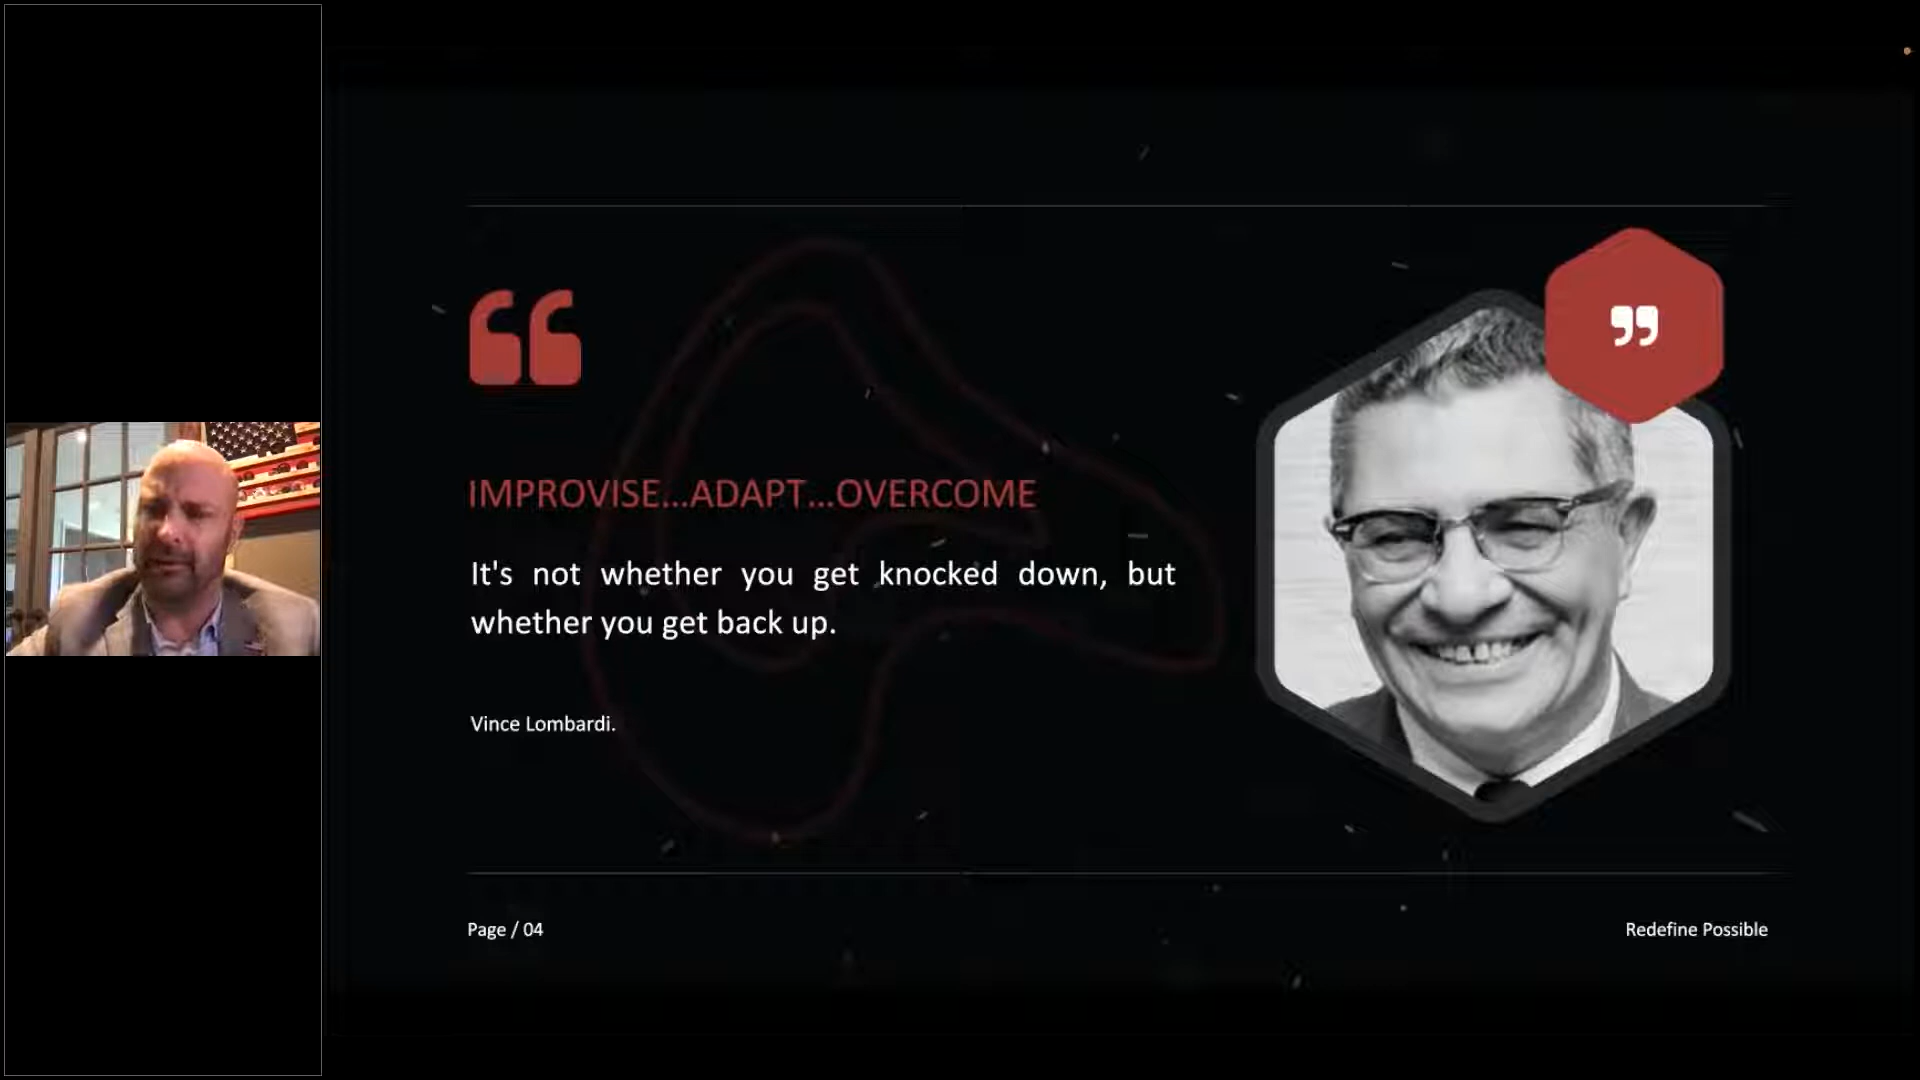 IMPROVISE...ADAPT...OVERCOME
It's not whether you get knocked down, but
whether you get back up.
Vince Lombardi.
Page / 04
Redefine Possible